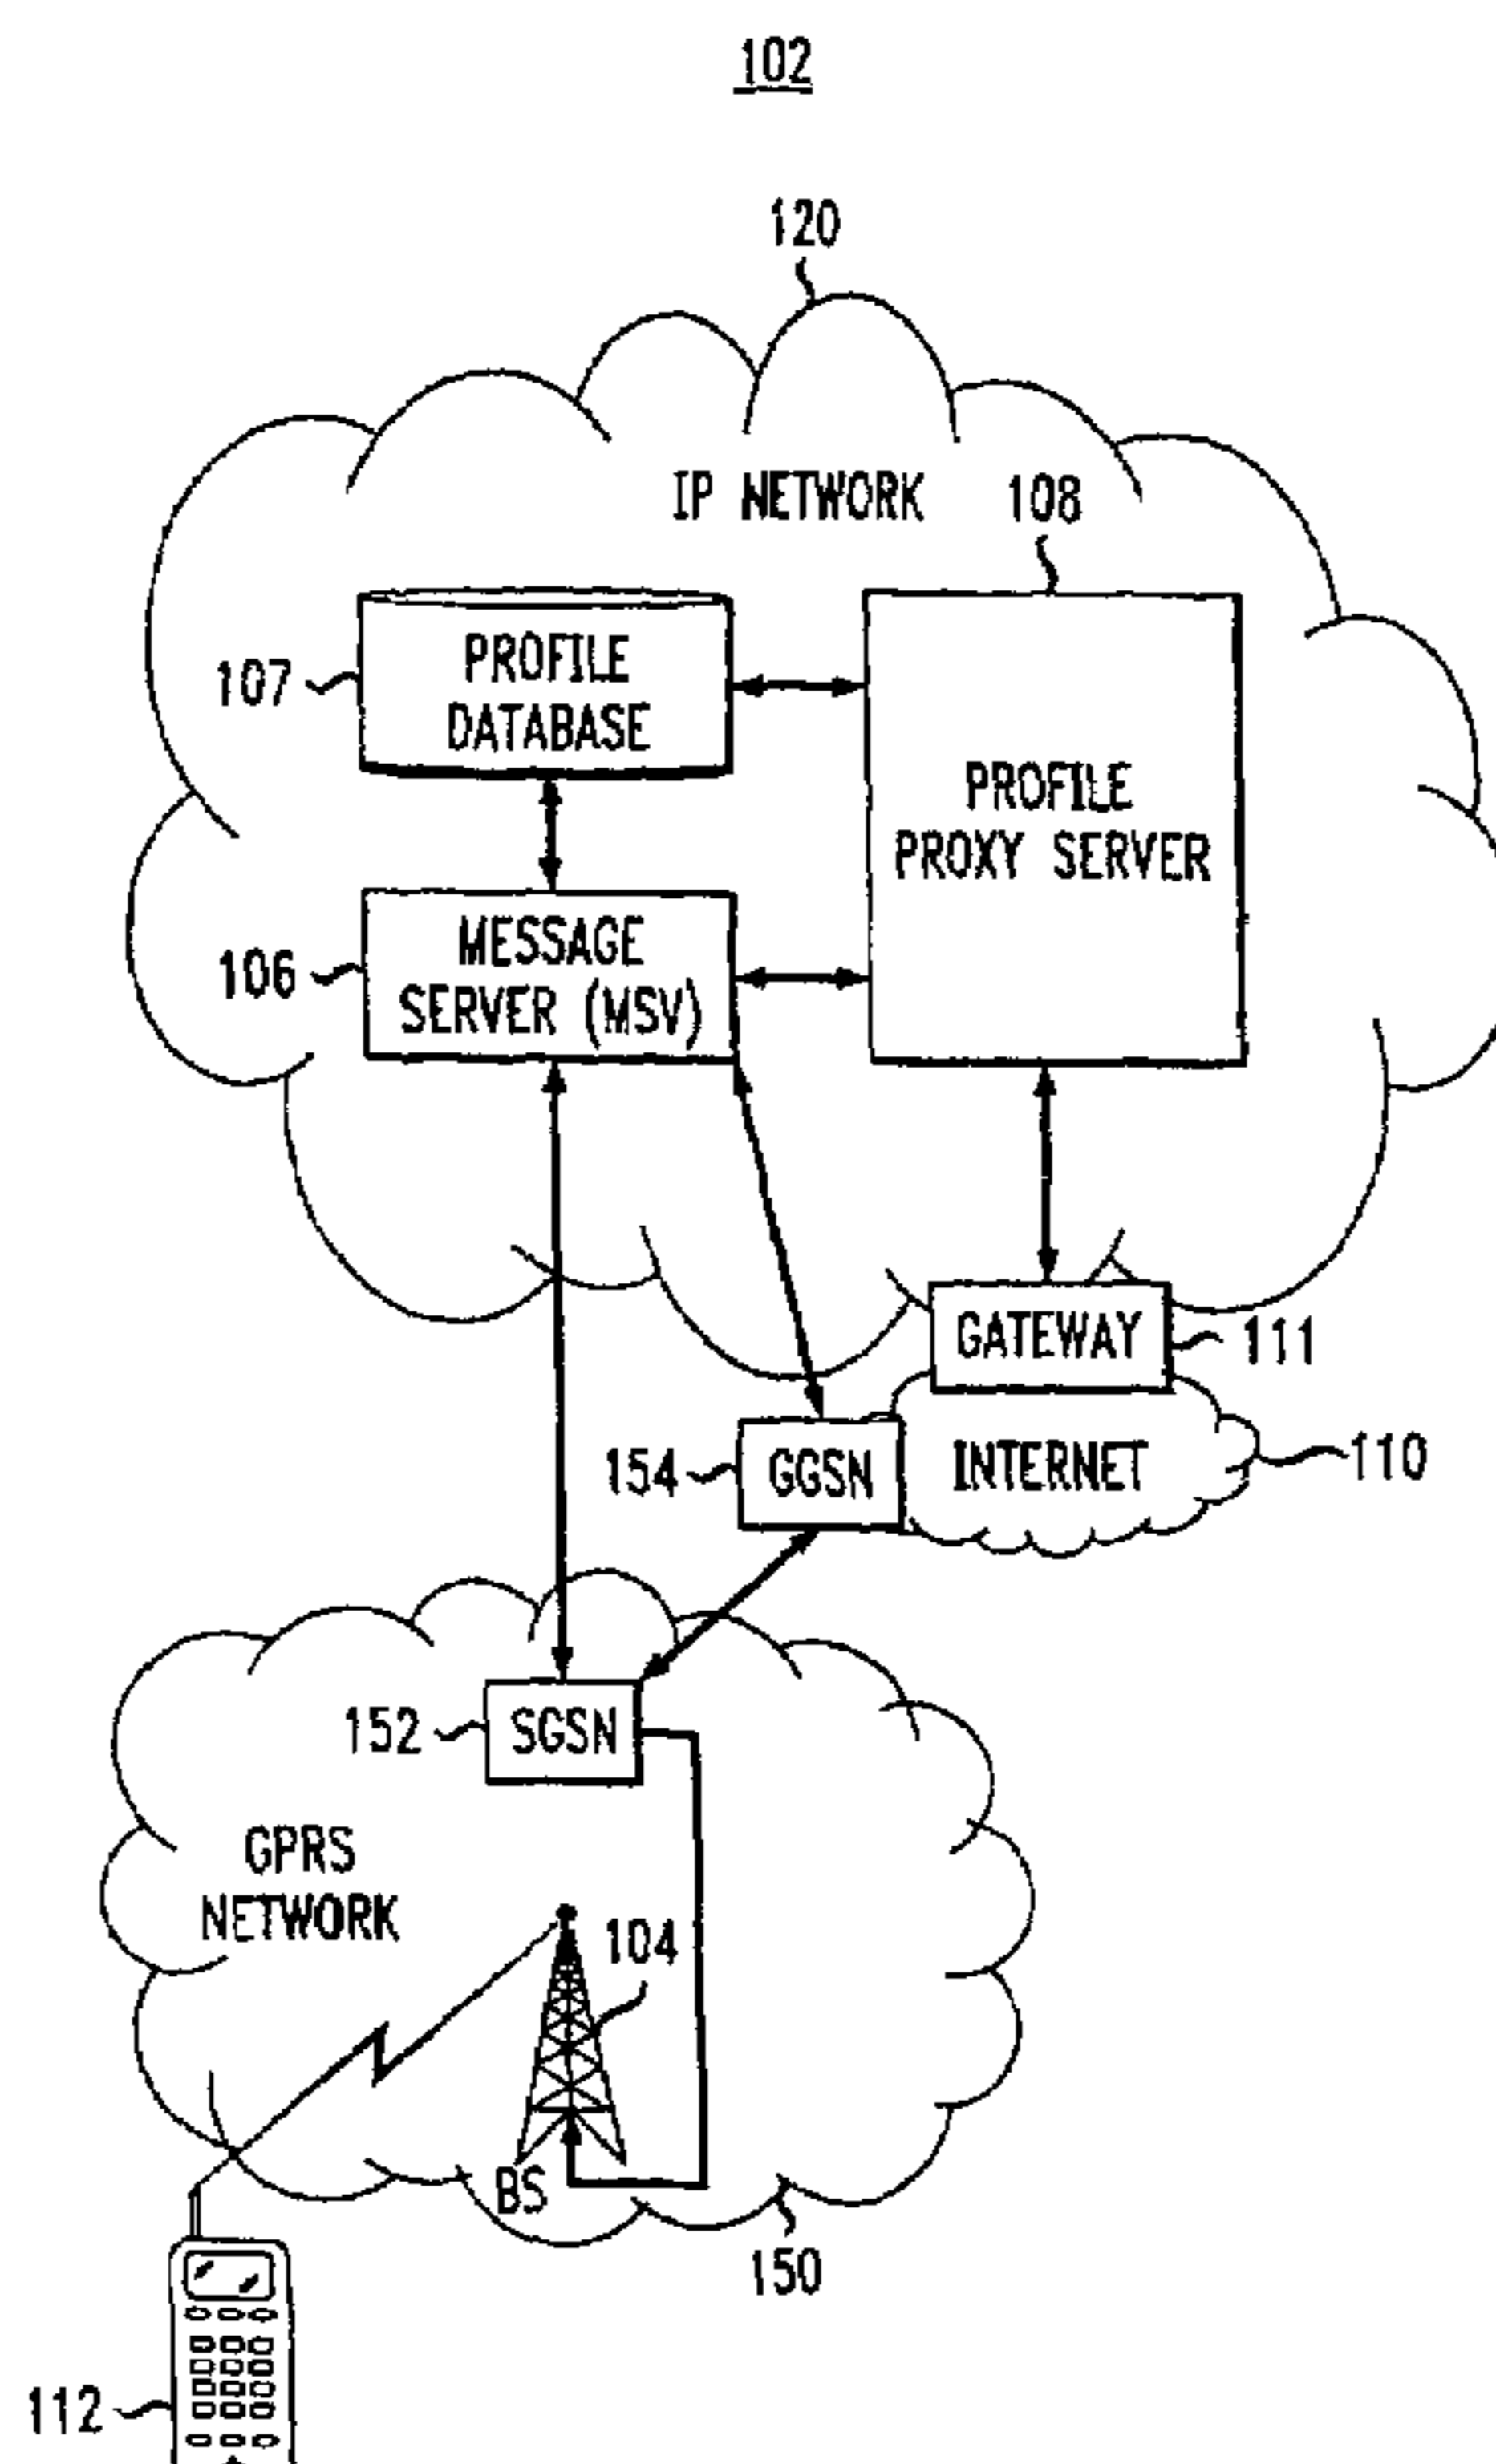 102
120
IP NETWORK
108
107
PROFILE
DATABASE
PROFILE
PROXY SERVER
106
MESSAGE
SERVER (MSV)
GATEWAY
111
154
GGSN
INTERNET
110
152
SGSN
GPRS
NETWORK
104
BS
150
112